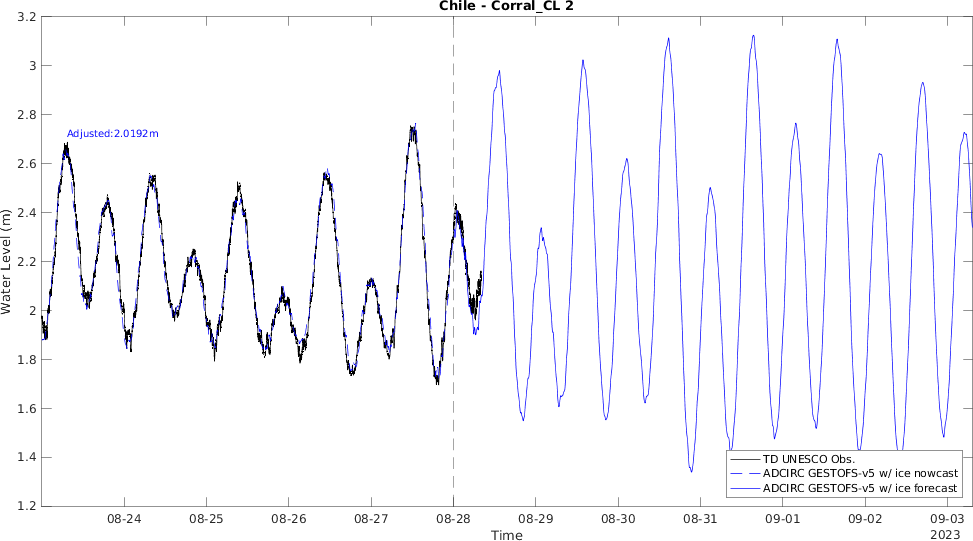 Chile - Corral_CL 2
3.2
3
2.8
2.6
2.4
2.2
2
1.8
1.6
1.4
1.2
Water Level (m)
Adjusted:2.0192m
TD UNESCO Obs.
ADCIRC GESTOFS-v5 w/ ice nowcast
ADCIRC GESTOFS-v5 w/ ice forecast
08-24 08-25 08-26 08-27 08-28 08-29 08-30 08-31 09-01 09-02 09-03
2023
Time